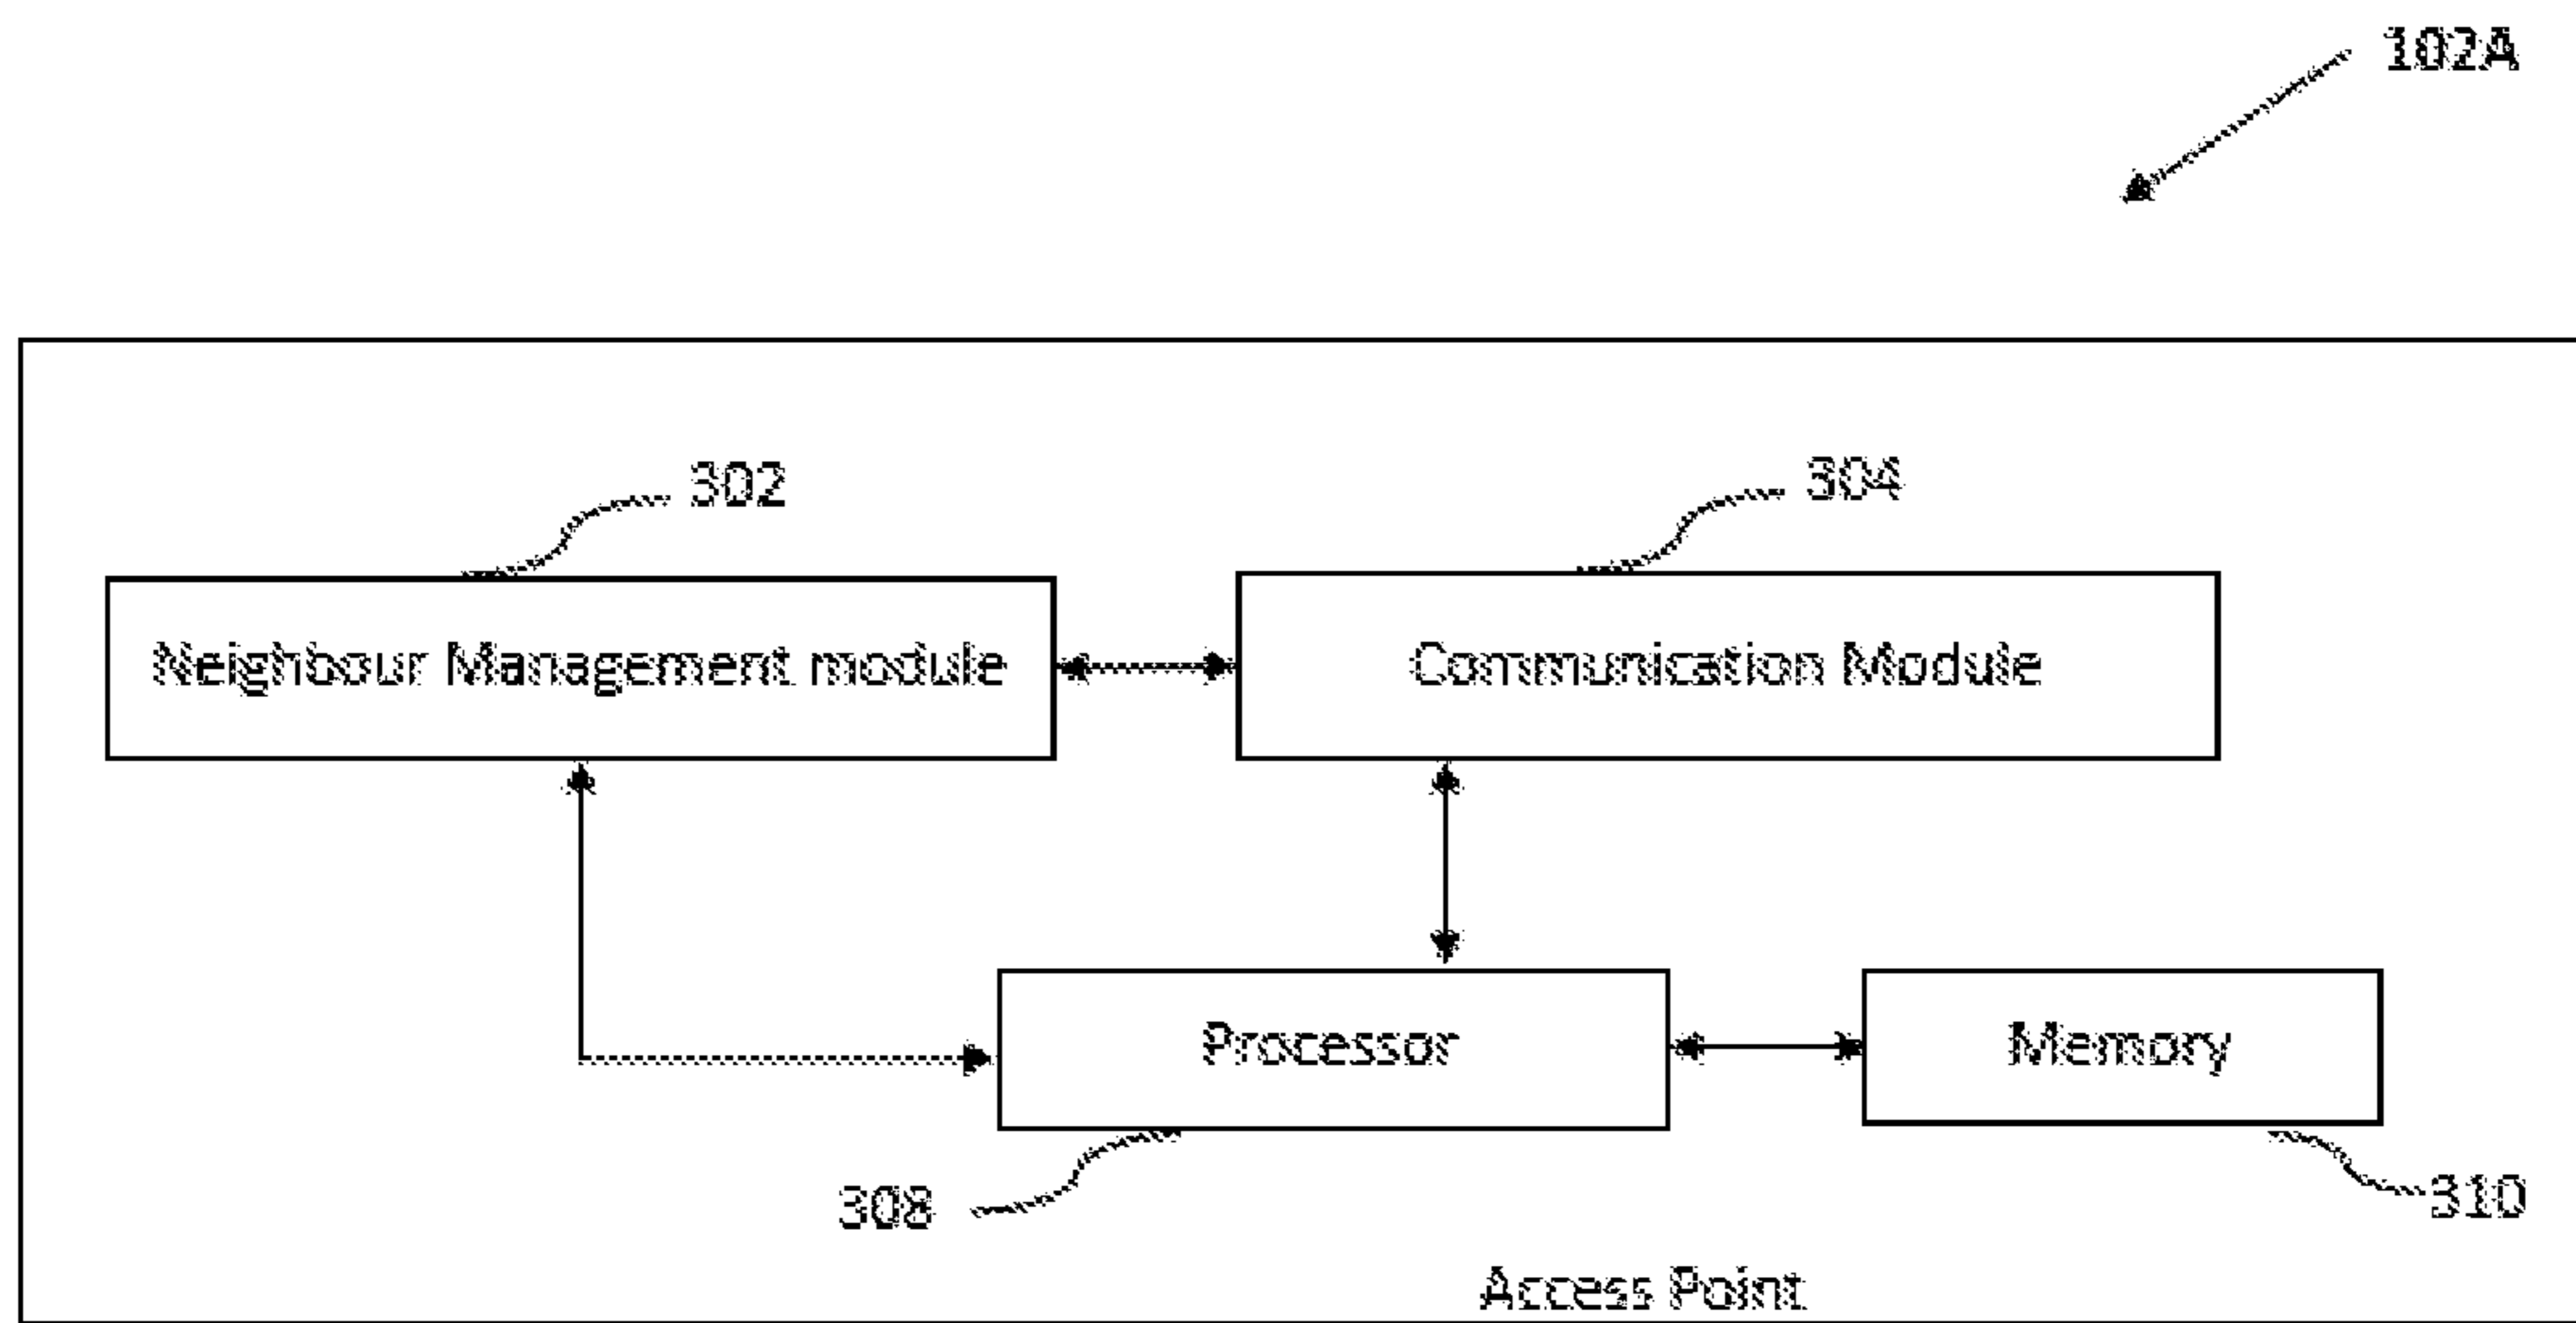 102A
302
304
Neighbour Management module
Communication Module
Processor
Memory
308
310
Access Point